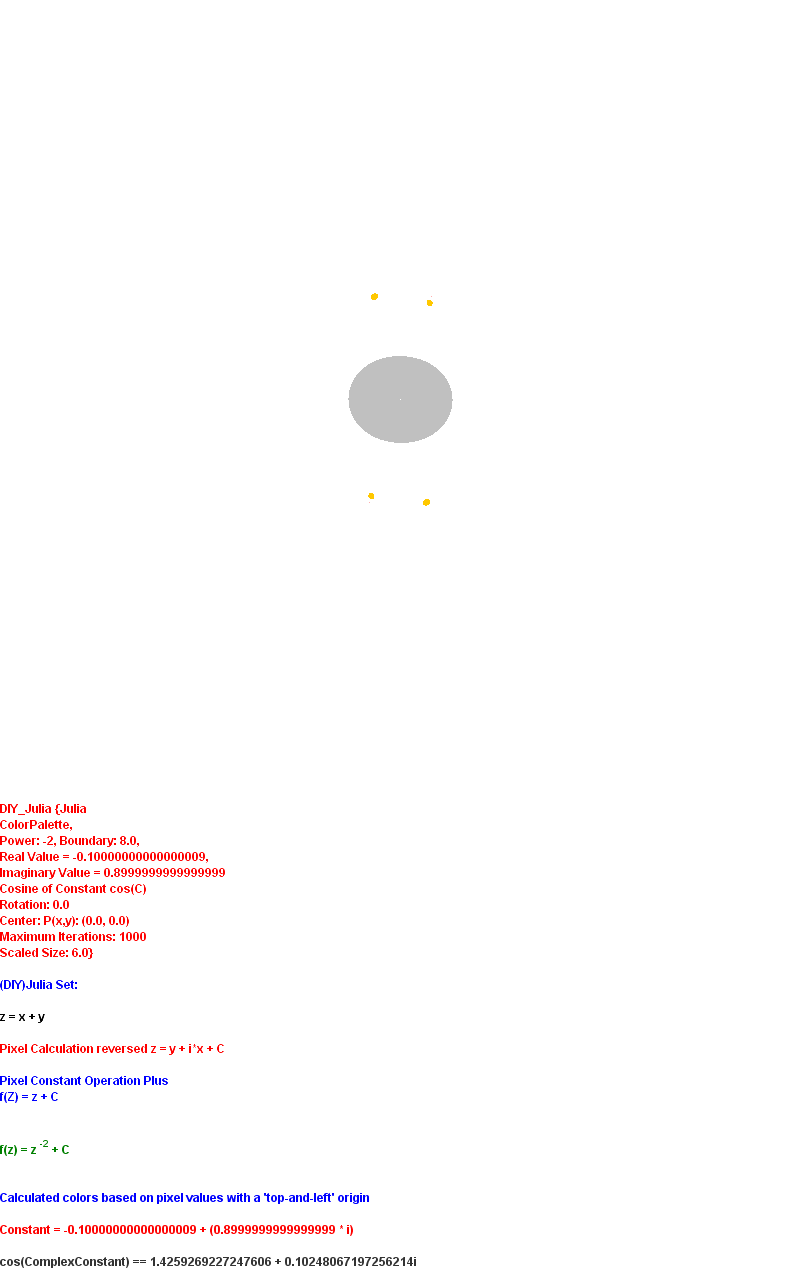 DIY_Julia {Julia
ColorPalette,
Power: -2, Boundary: 8.0,
Real Value = -0.10000000000000009,
Imaginary Value = 0.8999999999999999
Cosine of Constant cos(C)
Rotation: 0.0
Center: P(x,y): (0.0, 0.0)
Maximum Iterations: 1000
Scaled Size: 6.0}
(DIY)Julia Set:
z = x + y
Pixel Calculation reversed z = y + i*x + C
Pixel Constant Operation Plus
f(Z) = z + C
f(z) = z -2 + C
Calculated colors based on pixel values with a 'top-and-left' origin
Constant = -0.10000000000000009 + (0.8999999999999999 * i)
cos(ComplexConstant) == 1.4259269227247606 + 0.10248067197256214i